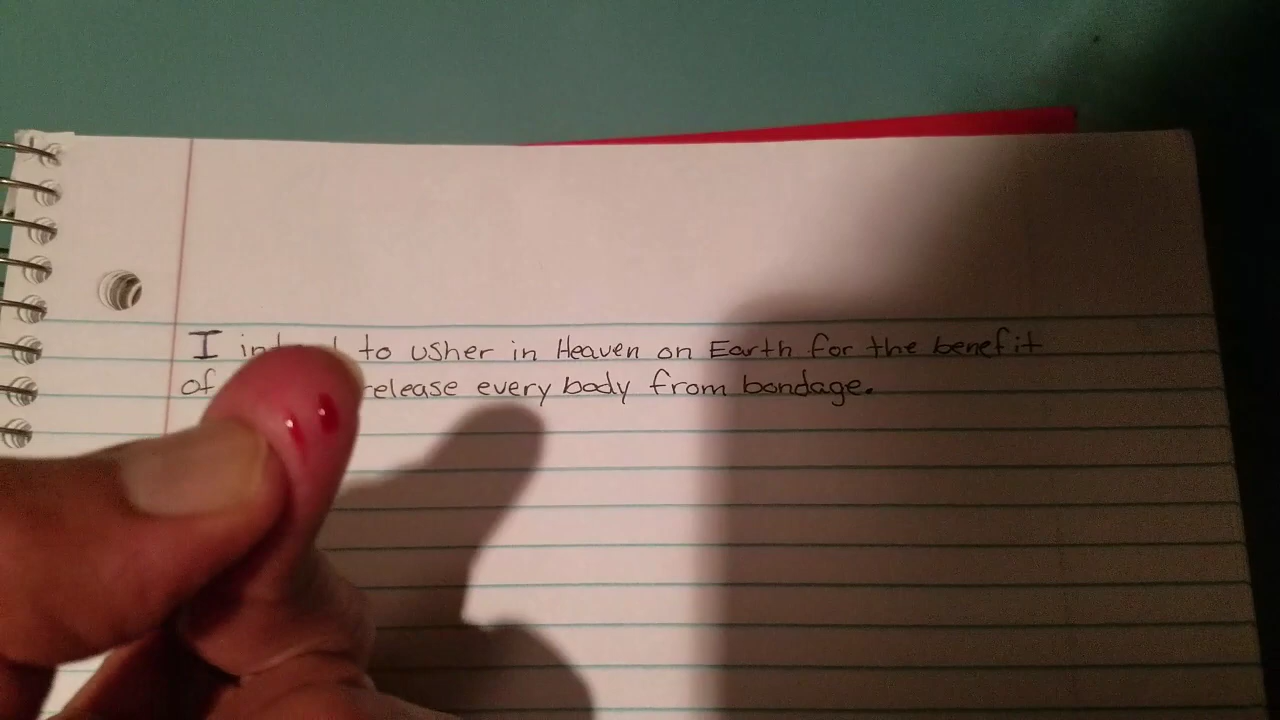 I to usher in Heaven on Earth for the benefit
of release every body from bondage.